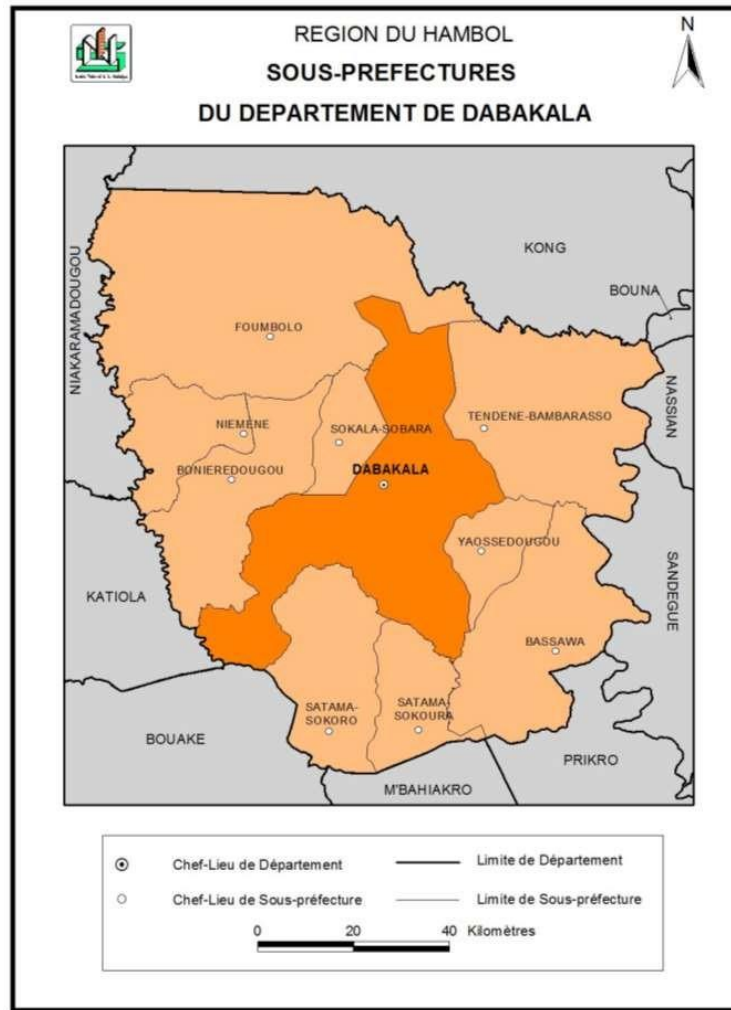 REGION DU HAMBOL
SOUS-PREFECTURES
DU DEPARTEMENT DE DABAKALA
N
KONG
BOUNA
NIAKARAMADOUGOU
FOUMBOLO
NASSIAN
TENDENE-BAMBARASSO
NIEMENE
SOKALA-SOBARA
BONIEREDOUGOU
DABAKALA
YAOSSEDOUGOU
SANDEGUE
KATIOLA
BASSAWA
SATAMA-
SOKORO
SATAMA-
SOKOURA
BOUAKE
PRIKRO
M'BAHIAKRO
Chef-Lieu de Département
Limite de Département
Chef-Lieu de Sous-préfecture
Limite de Sous-préfecture
0 20 40 Kilomètres